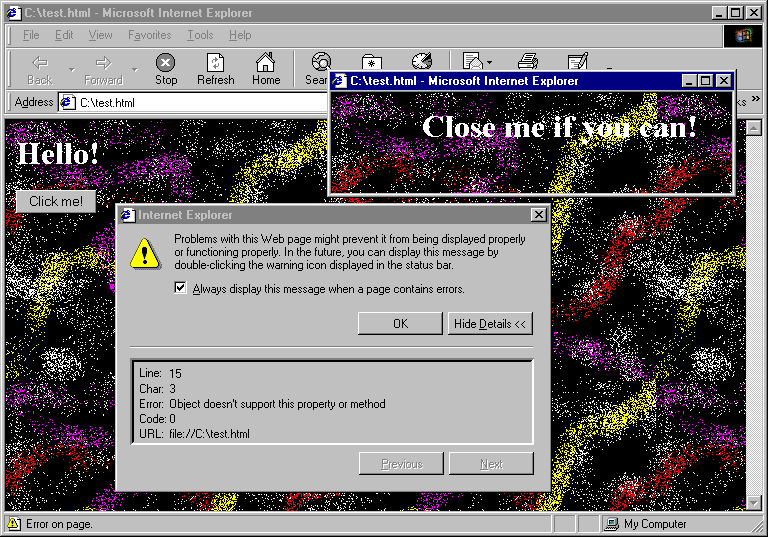 C:\test.html - Microsoft Internet Explorer
File Edit View Favorites Tools Help
Back Forward Stop Refresh Home
Address C:\test.html
C:\test.html - Microsoft Internet Explorer
Close me if you can!
Hello!
Click me!
Internet Explorer
Problems with this Web page might prevent it from being displayed properly
or functioning properly. In the future, you can display this message by
double-clicking the warning icon displayed in the status bar.
Always display this message when a page contains errors.
OK Hide Details <<
Line: 15
Char: 3
Error: Object doesn't support this property or method
Code: 0
URL: file://C:\test.html
Previous Next
Error on page. My Computer